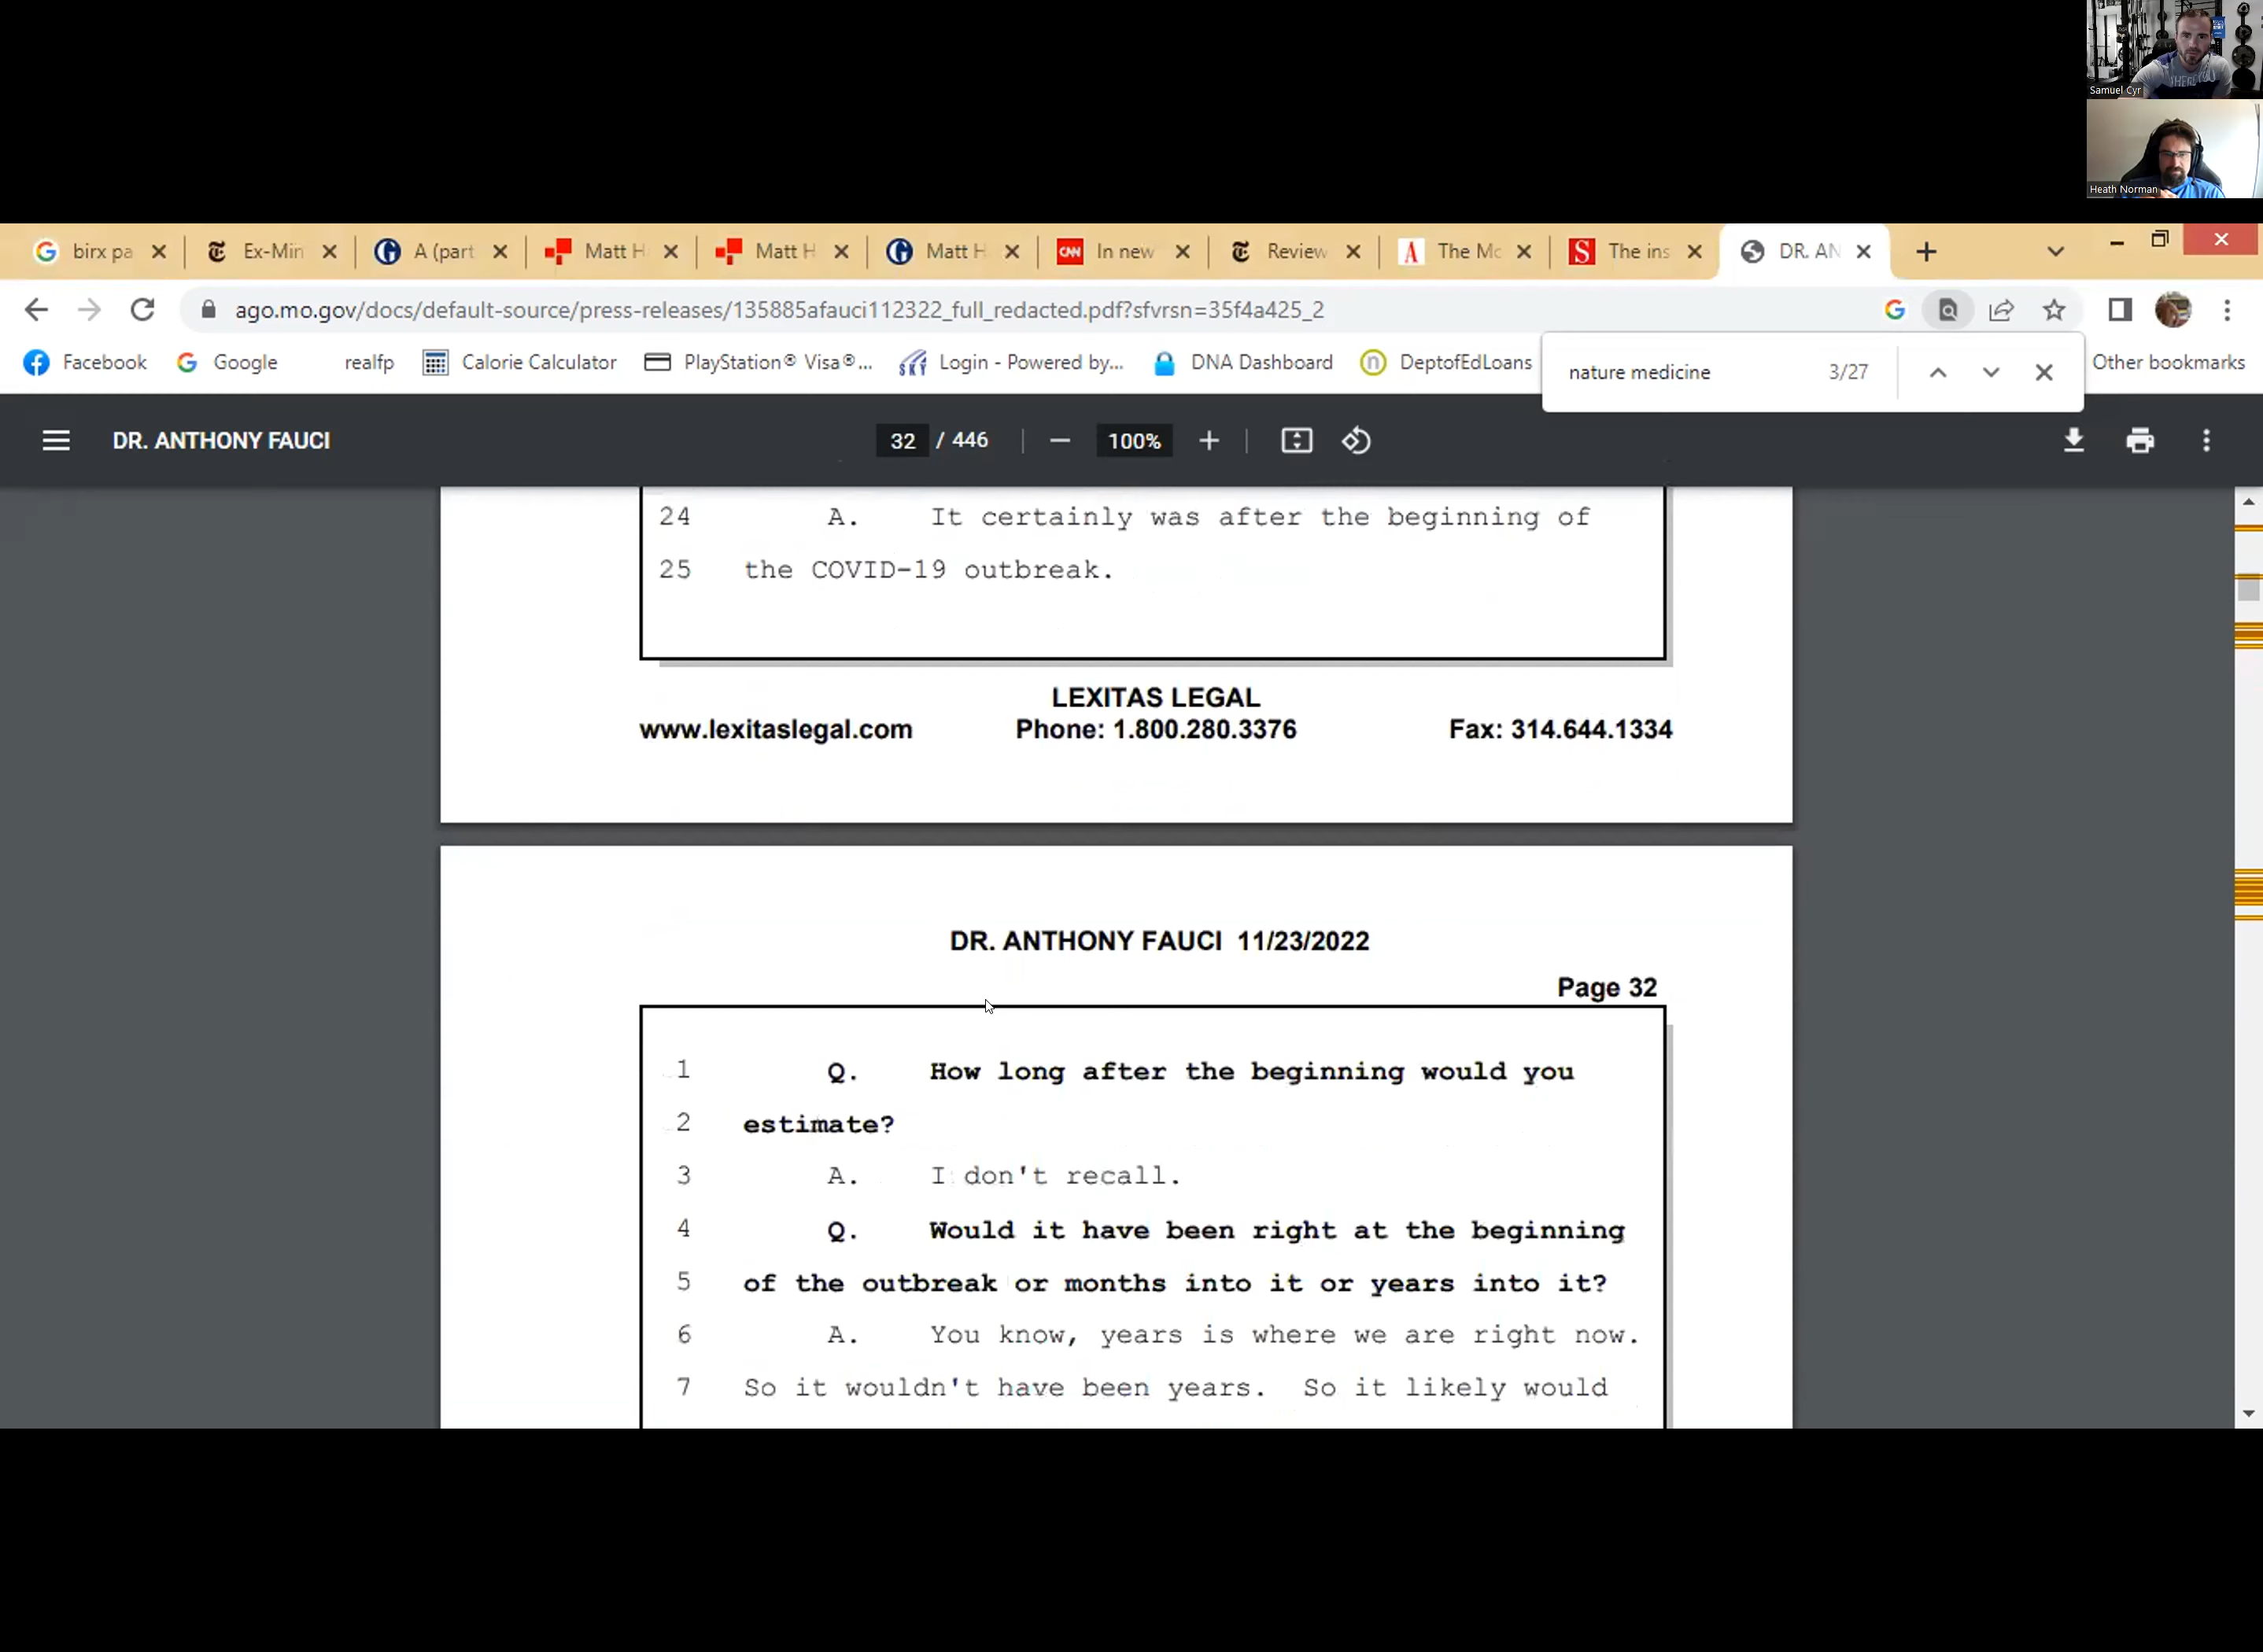 Samuel Cyr
Heath Norman
birx pa
Ex-Min
A (part
Matt H
Matt H
Matt H
CNN In new
Review
The Mc
The ins
DR. AN
ago.mo.gov/docs/default-source/press-releases/135885afauci112322_full_redacted.pdf?sfvrsn=35f4a425_2
Facebook
Google
realfp
Calorie Calculator
PlayStation® Visa®...
Login - Powered by...
DNA Dashboard
DeptofEdLoans
Other bookmarks
nature medicine 3/27
DR. ANTHONY FAUCI
32 / 446
100%
24 A. It certainly was after the beginning of
25 the COVID-19 outbreak.
LEXITAS LEGAL
www.lexitaslegal.com Phone: 1.800.280.3376 Fax: 314.644.1334
DR. ANTHONY FAUCI 11/23/2022
Page 32
1 Q. How long after the beginning would you
2 estimate?
3 A. I don't recall.
4 Q. Would it have been right at the beginning
5 of the outbreak or months into it or years into it?
6 A. You know, years is where we are right now.
7 So it wouldn't have been years. So it likely would